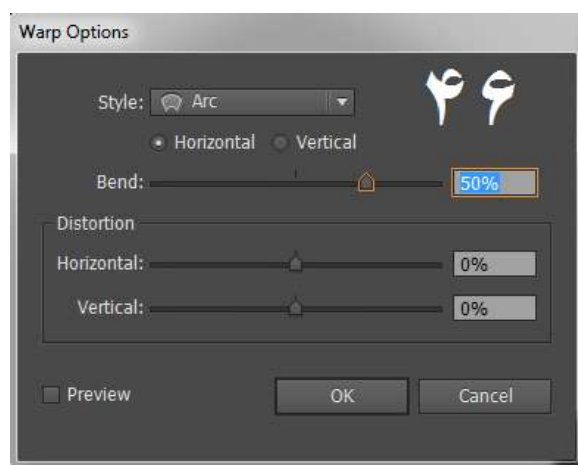 Warp Options
۴۶
Style: Arc
Horizontal Vertical
Bend: 50%
Distortion
Horizontal: 0%
Vertical: 0%
Preview OK Cancel